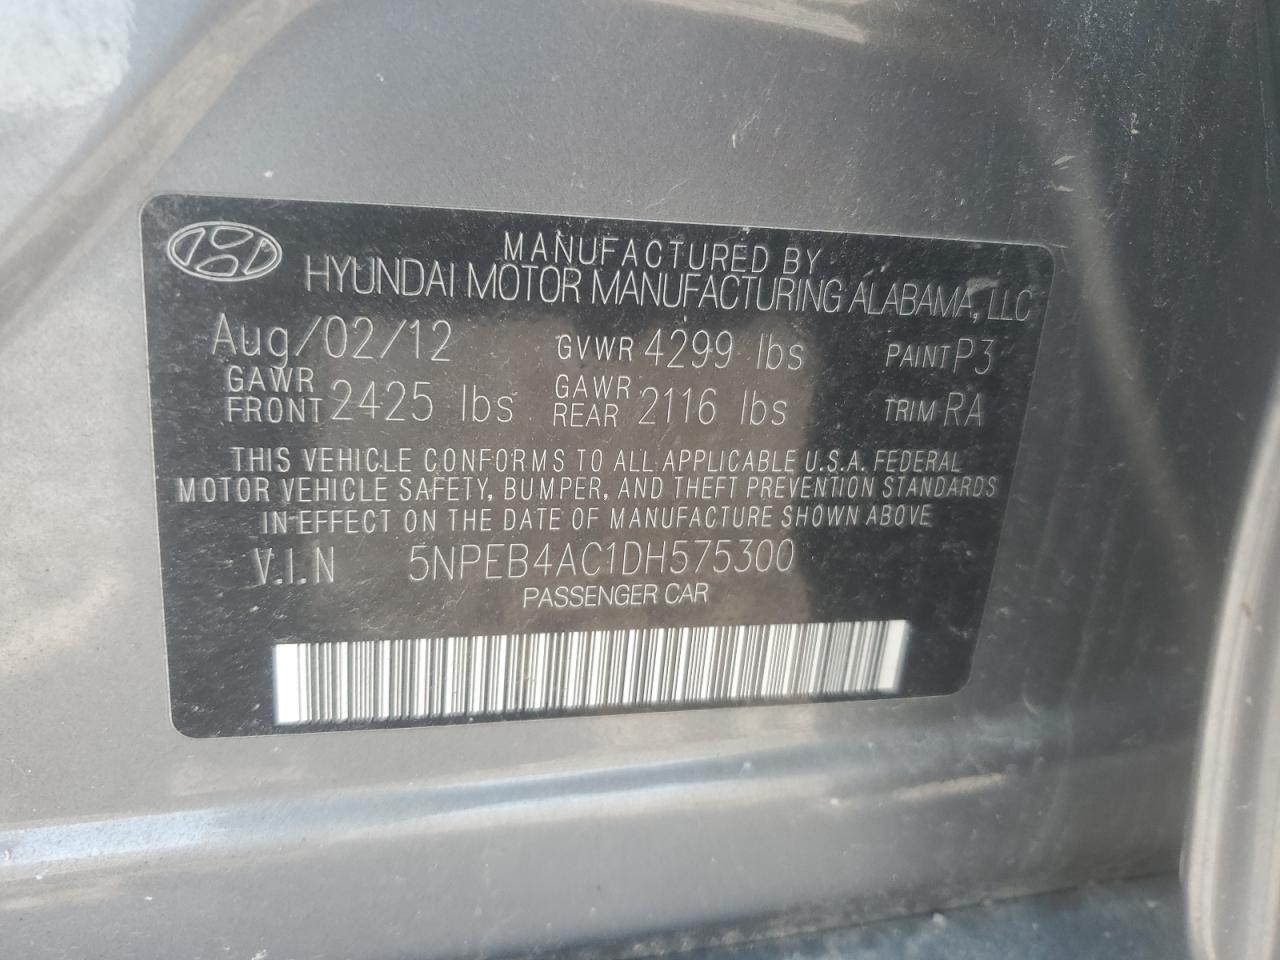 MANUFACTURED BY
HYUNDAI MOTOR MANUFACTURING ALABAMA, LLC
Aug/02/12 GVWR 4299 lbs PAINT P3
GAWR FRONT 2425 lbs GAWR REAR 2116 lbs TRIM RA
THIS VEHICLE CONFORMS TO ALL APPLICABLE U.S.A. FEDERAL
MOTOR VEHICLE SAFETY, BUMPER, AND THEFT PREVENTION STANDARDS
IN EFFECT ON THE DATE OF MANUFACTURE SHOWN ABOVE
V.I.N 5NPEB4AC1DH575300
PASSENGER CAR